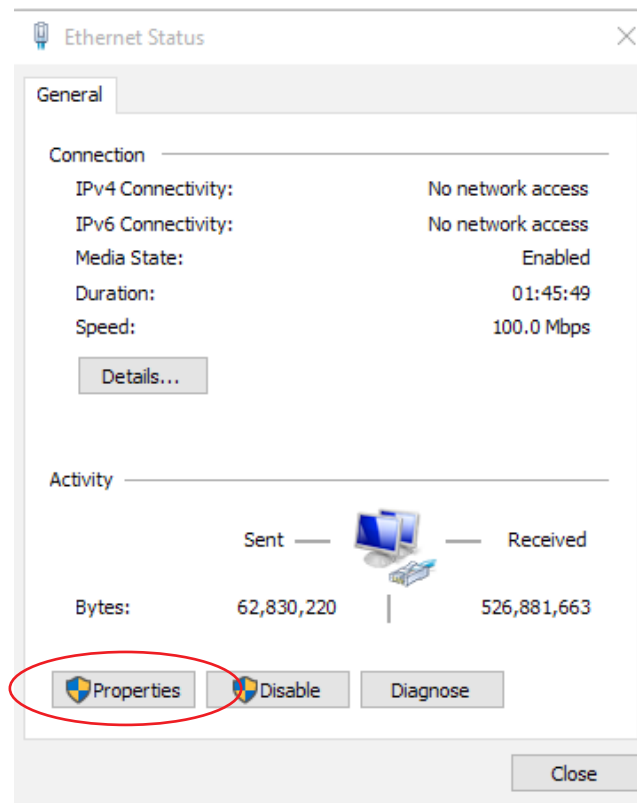 Ethernet Status
General
Connection
IPv4 Connectivity: No network access
IPv6 Connectivity: No network access
Media State: Enabled
Duration: 01:45:49
Speed: 100.0 Mbps
Details...
Activity
Sent Received
Bytes: 62,830,220 526,881,663
Properties Disable Diagnose
Close